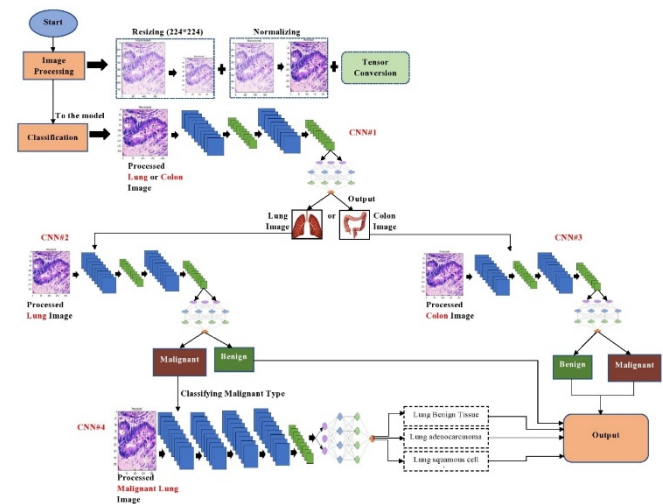 Start
Resizing (224*224)
Normalizing
Image
Processing
Tensor
Conversion
To the model
Classification
CNN#1
Processed
Lung or Colon
Image
Output
Lung
Image
or
Colon
Image
CNN#2
CNN#3
Processed
Lung Image
Processed
Colon Image
Malignant
Benign
Benign
Malignant
Classifying Malignant Type
CNN#4
Lung Benign Tissue
Lung adenocarcinoma
Lung squamous cell
Output
Processed
Malignant Lung
Image